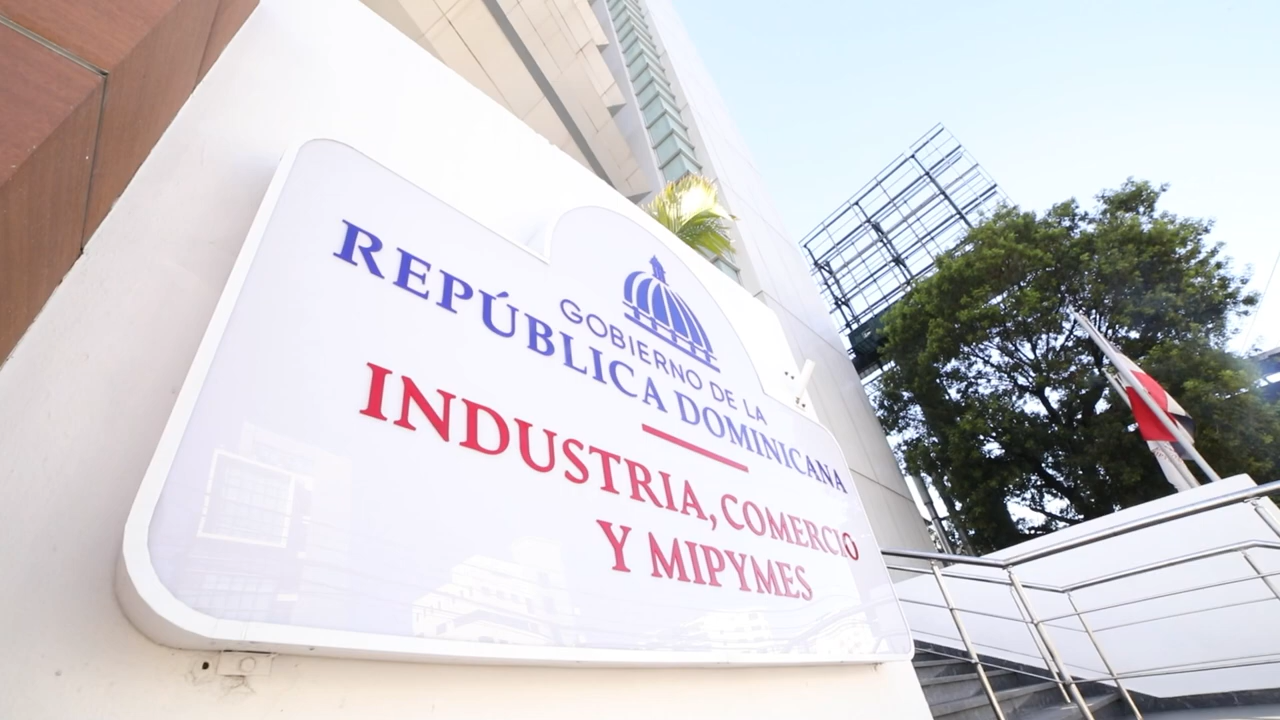 GOBIERNO DE LA
REPÚBLICA DOMINICANA
INDUSTRIA, COMERCIO
Y MIPYMES